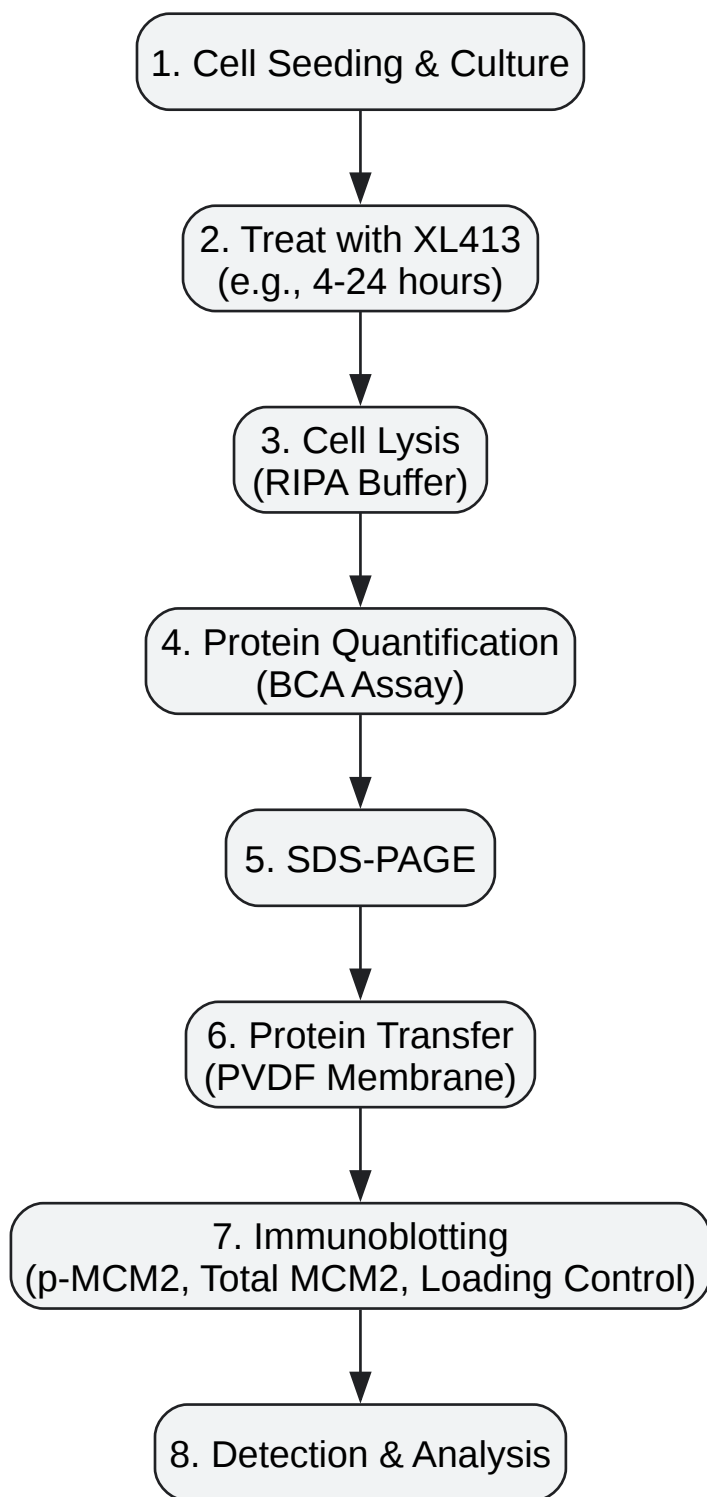 1. Cell Seeding & Culture
2. Treat with XL413
(e.g., 4-24 hours)
3. Cell Lysis
(RIPA Buffer)
4. Protein Quantification
(BCA Assay)
5. SDS-PAGE
6. Protein Transfer
(PVDF Membrane)
7. Immunoblotting
(p-MCM2, Total MCM2, Loading Control)
8. Detection & Analysis